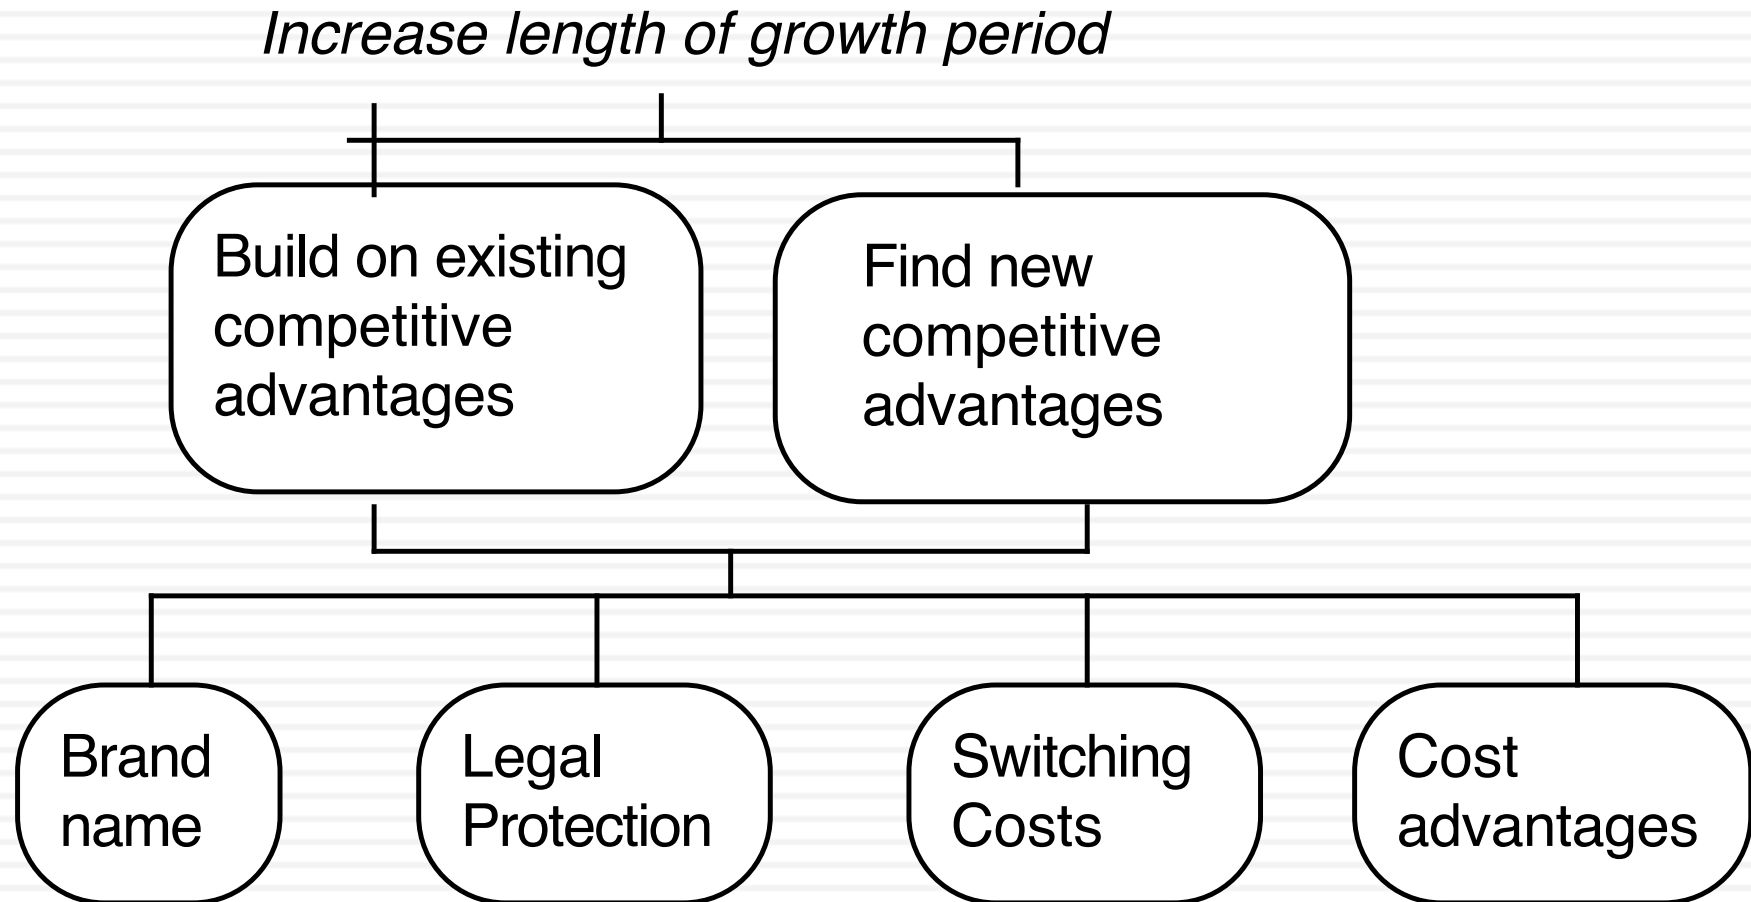 Increase length of growth period
Build on existing
competitive
advantages
Find new
competitive
advantages
Brand
name
Legal
Protection
Switching
Costs
Cost
advantages